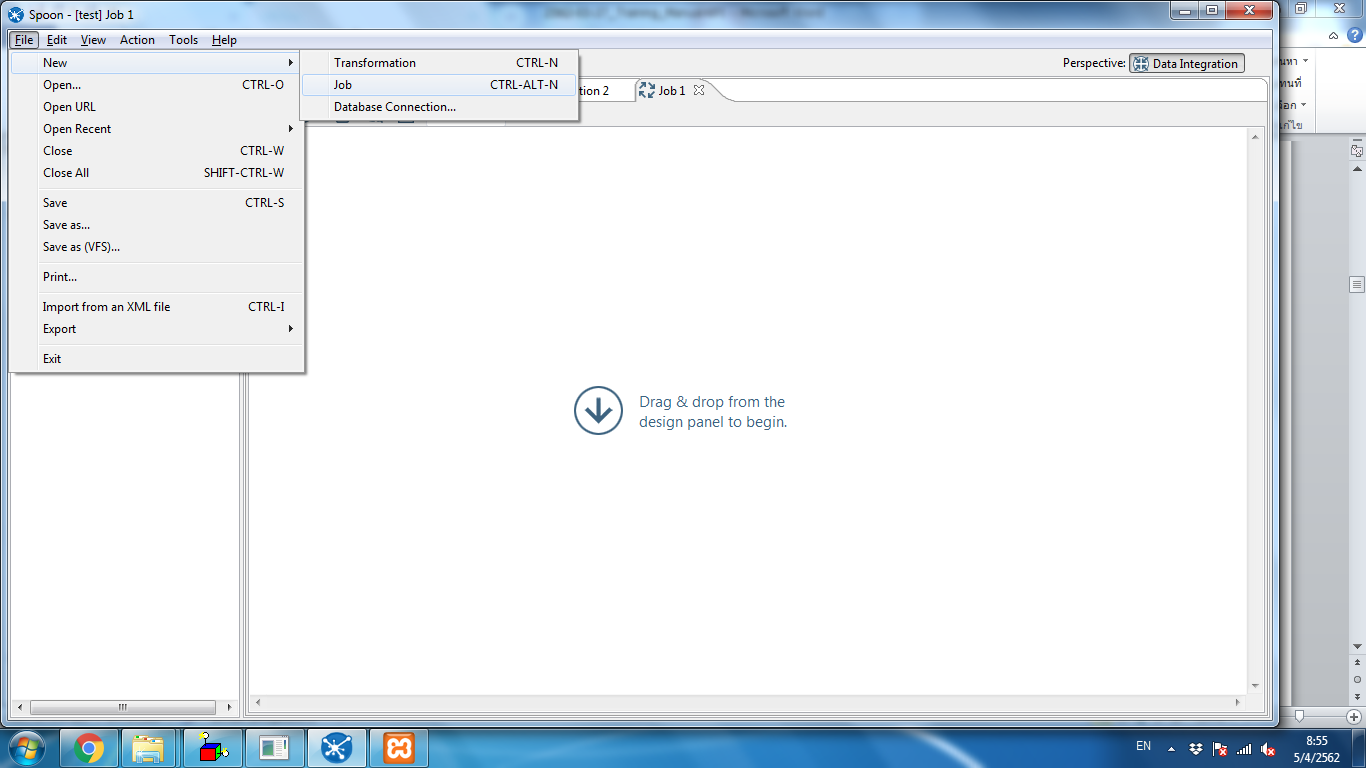 Spoon - [test] Job 1
File Edit View Action Tools Help
New
Open... CTRL-O
Open URL
Open Recent
Close CTRL-W
Close All SHIFT-CTRL-W
Save CTRL-S
Save as...
Save as (VFS)...
Print...
Import from an XML file CTRL-I
Export
Exit
Transformation CTRL-N
Job CTRL-ALT-N
Database Connection...
Perspective: Data Integration
tion 2
Job 1
Drag & drop from the
design panel to begin.
EN
8:55
5/4/2562